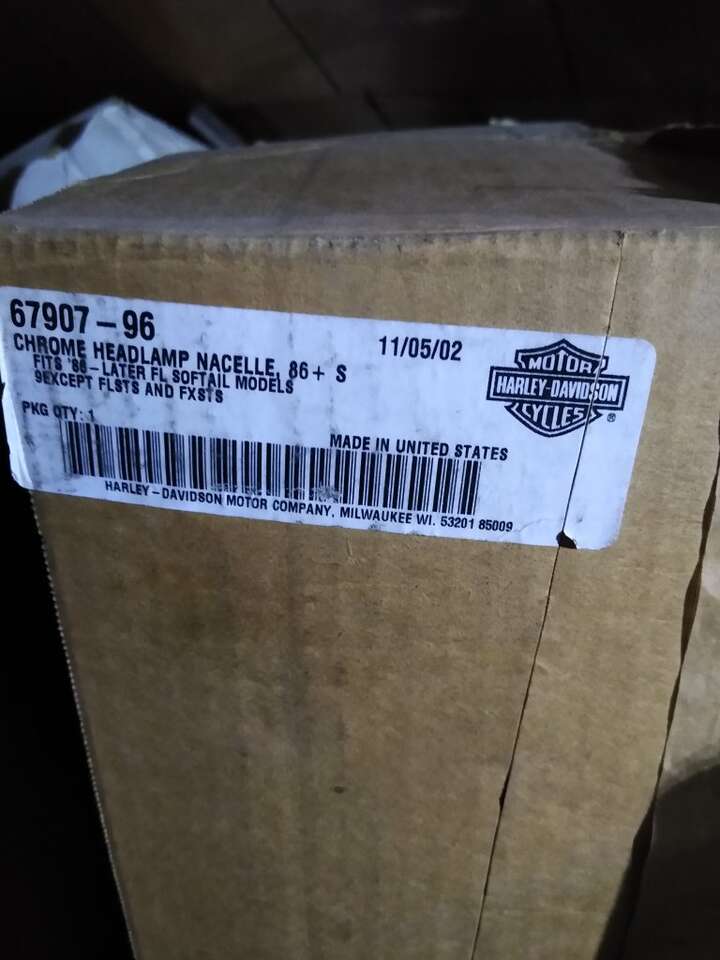 67907-96
11/05/02
CHROME HEADLAMP NACELLE, 86+ S
FITS '86-LATER FL SOFTAIL MODELS
9EXCEPT FLSTS AND FXSTS
PKG QTY: 1
MADE IN UNITED STATES
HARLEY-DAVIDSON MOTOR COMPANY, MILWAUKEE WI. 53201 85009
MOTOR
HARLEY-DAVIDSON
CYCLES
®